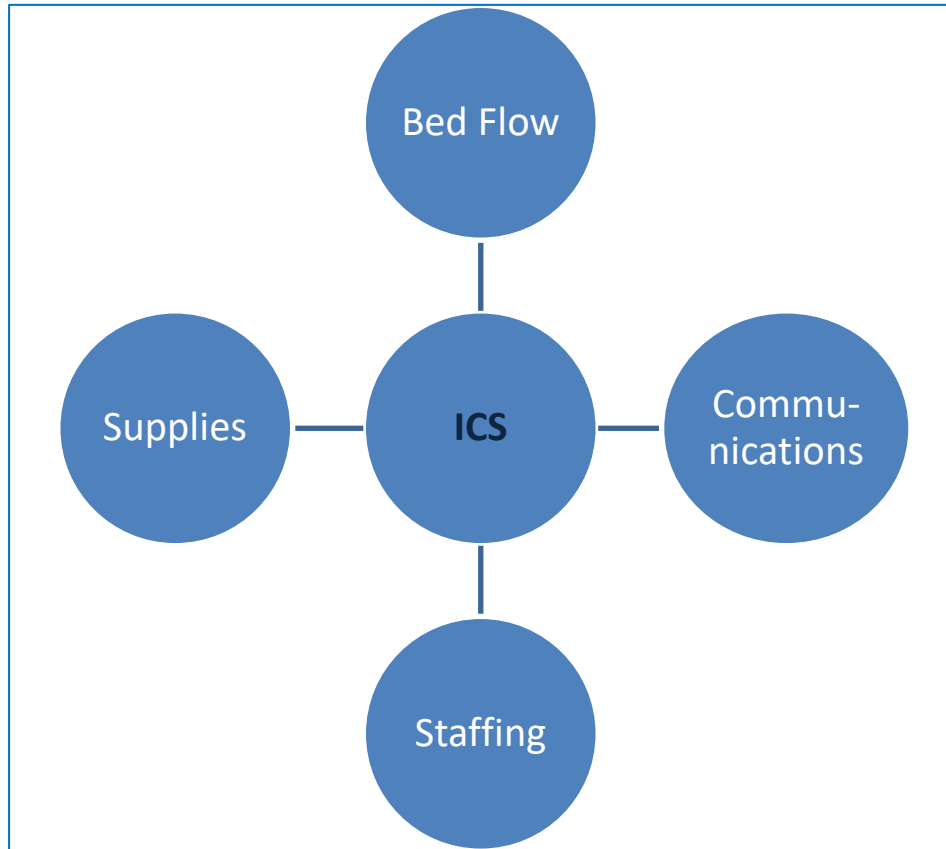 Bed Flow
Supplies
ICS
Commu-
nications
Staffing